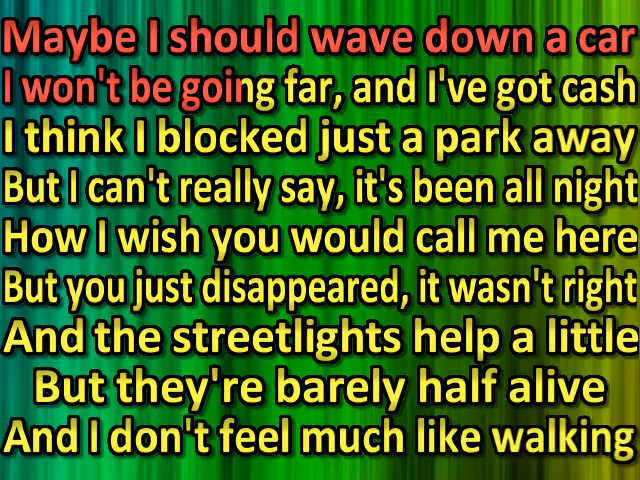 Maybe I should wave down a car
I won't be going far, and I've got cash
I think I blocked just a park away
But I can't really say, it's been all night
How I wish you would call me here
But you just disappeared, it wasn't right
And the streetlights help a little
But they're barely half alive
And I don't feel much like walking